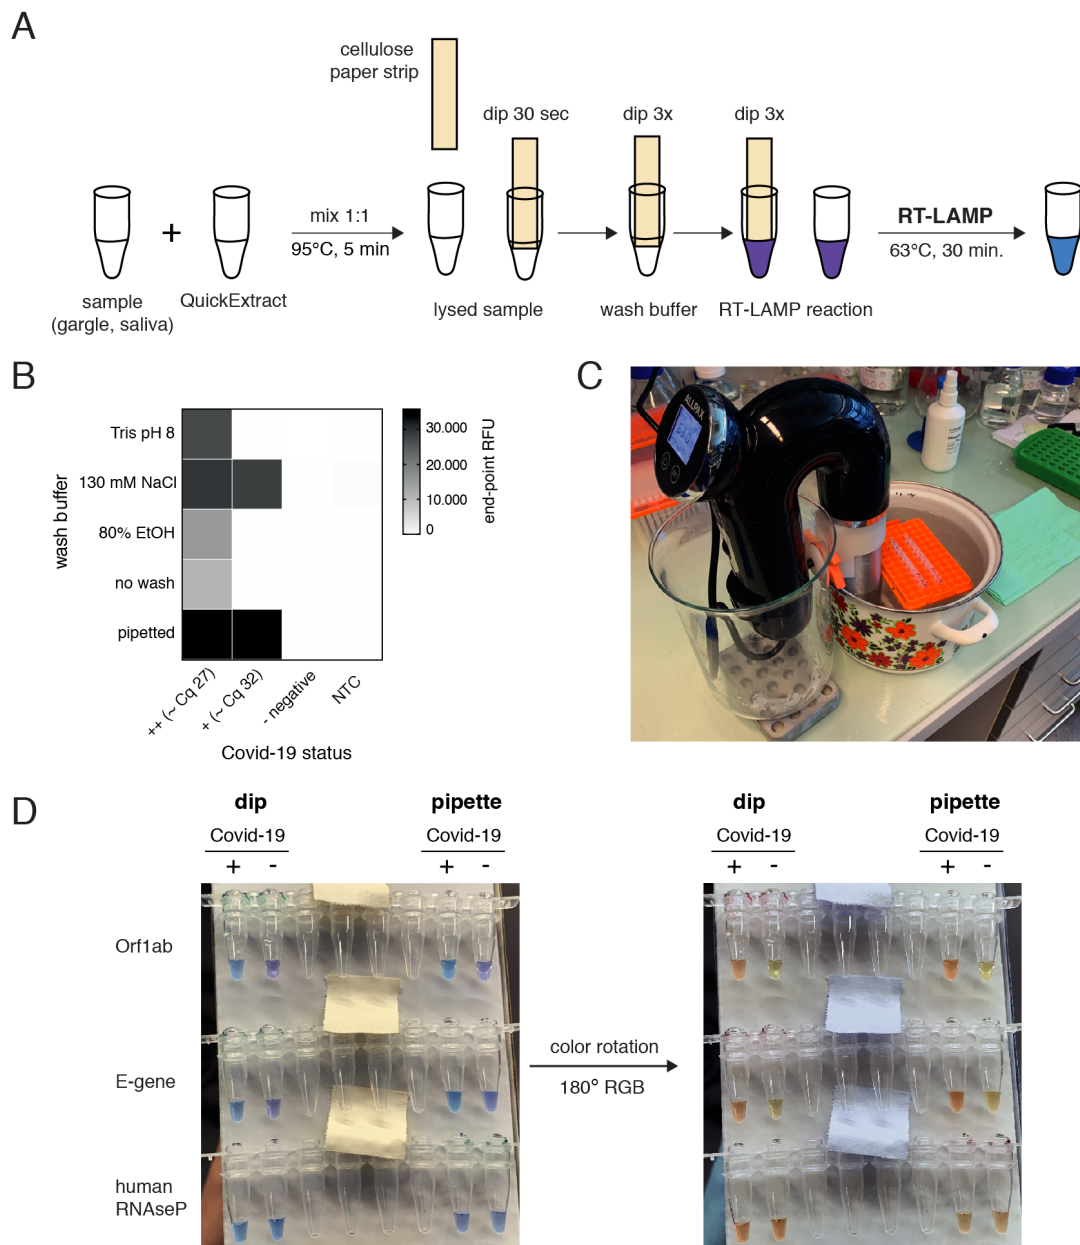 A
cellulose
paper strip
dip 30 sec
dip 3x
dip 3x
+
mix 1:1
95°C, 5 min
RT-LAMP
63°C, 30 min.
sample
(gargle, saliva)
QuickExtract
lysed sample
wash buffer
RT-LAMP reaction
B
wash buffer
Tris pH 8
130 mM NaCl
80% EtOH
no wash
pipetted
++ (~ Cq 27)
+ (~ Cq 32)
- negative
NTC
Covid-19 status
30.000
20.000
10.000
0
end-point RFU
C
ALLPAX
D
dip
pipette
dip
pipette
Covid-19
Covid-19
Covid-19
Covid-19
+ -
+ -
+ -
+ -
Orf1ab
E-gene
human
RNAseP
color rotation
180° RGB